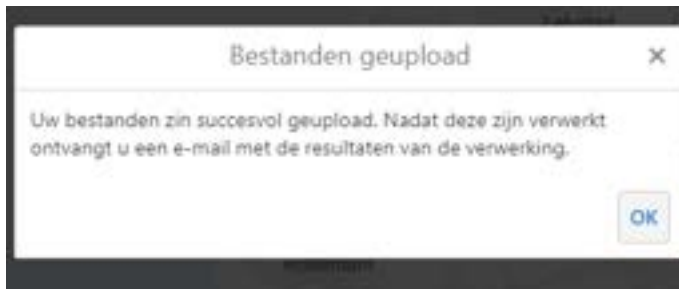 Bestanden geupload
×
Uw bestanden zin succesvol geupload. Nadat deze zijn verwerkt
ontvangt u een e-mail met de resultaten van de verwerking.
OK